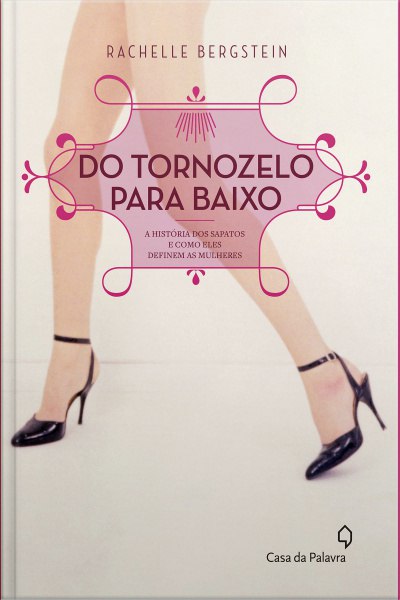 RACHELLE BERGSTEIN
DO TORNOZELO
PARA BAIXO
A HISTÓRIA DOS SAPATOS
E COMO ELES
DEFINEM AS MULHERES
Casa da Palavra